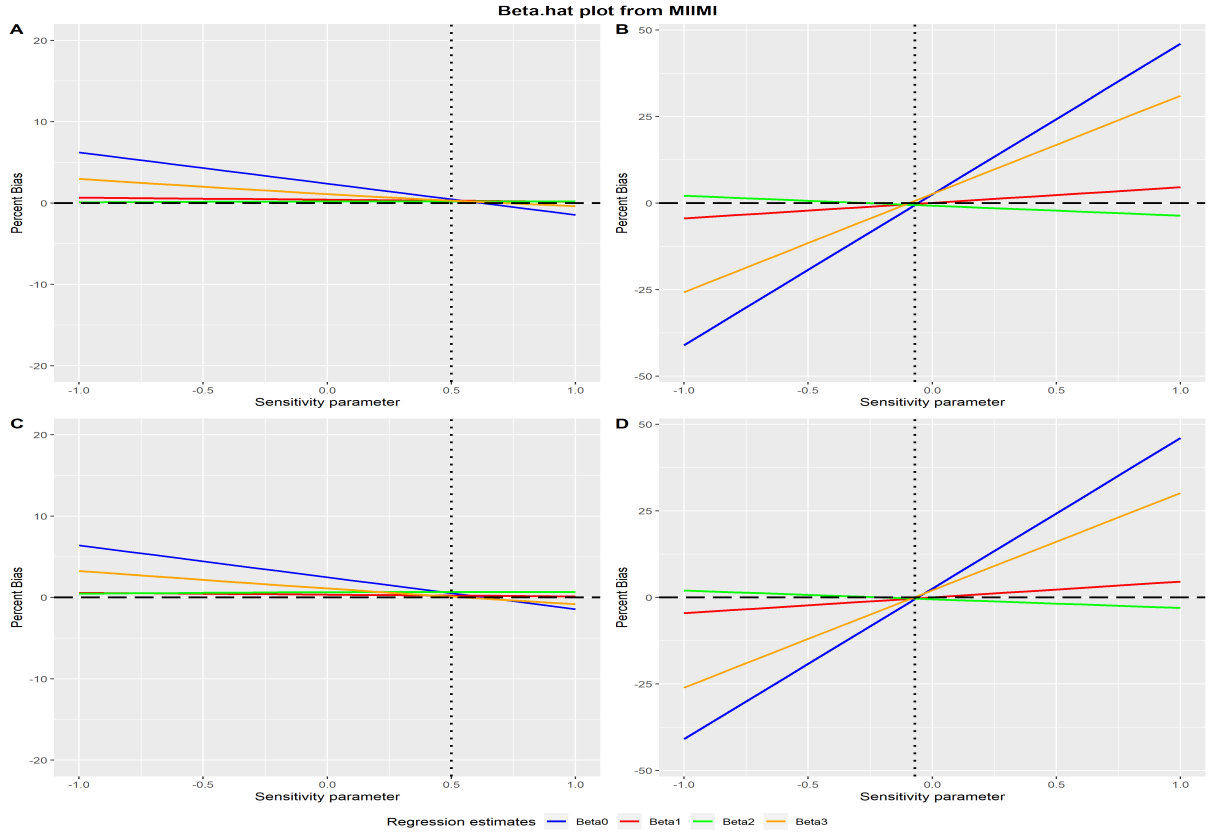 Beta.hat plot from MIIMI
A
20
10
0
-10
-20
Percent Bias
-1.0 -0.5 0.0 0.5 1.0
Sensitivity parameter
B
50
25
0
-25
-50
Percent Bias
-1.0 -0.5 0.0 0.5 1.0
Sensitivity parameter
C
20
10
0
-10
-20
Percent Bias
-1.0 -0.5 0.0 0.5 1.0
Sensitivity parameter
D
50
25
0
-25
-50
Percent Bias
-1.0 -0.5 0.0 0.5 1.0
Sensitivity parameter
Regression estimates Beta0 Beta1 Beta2 Beta3